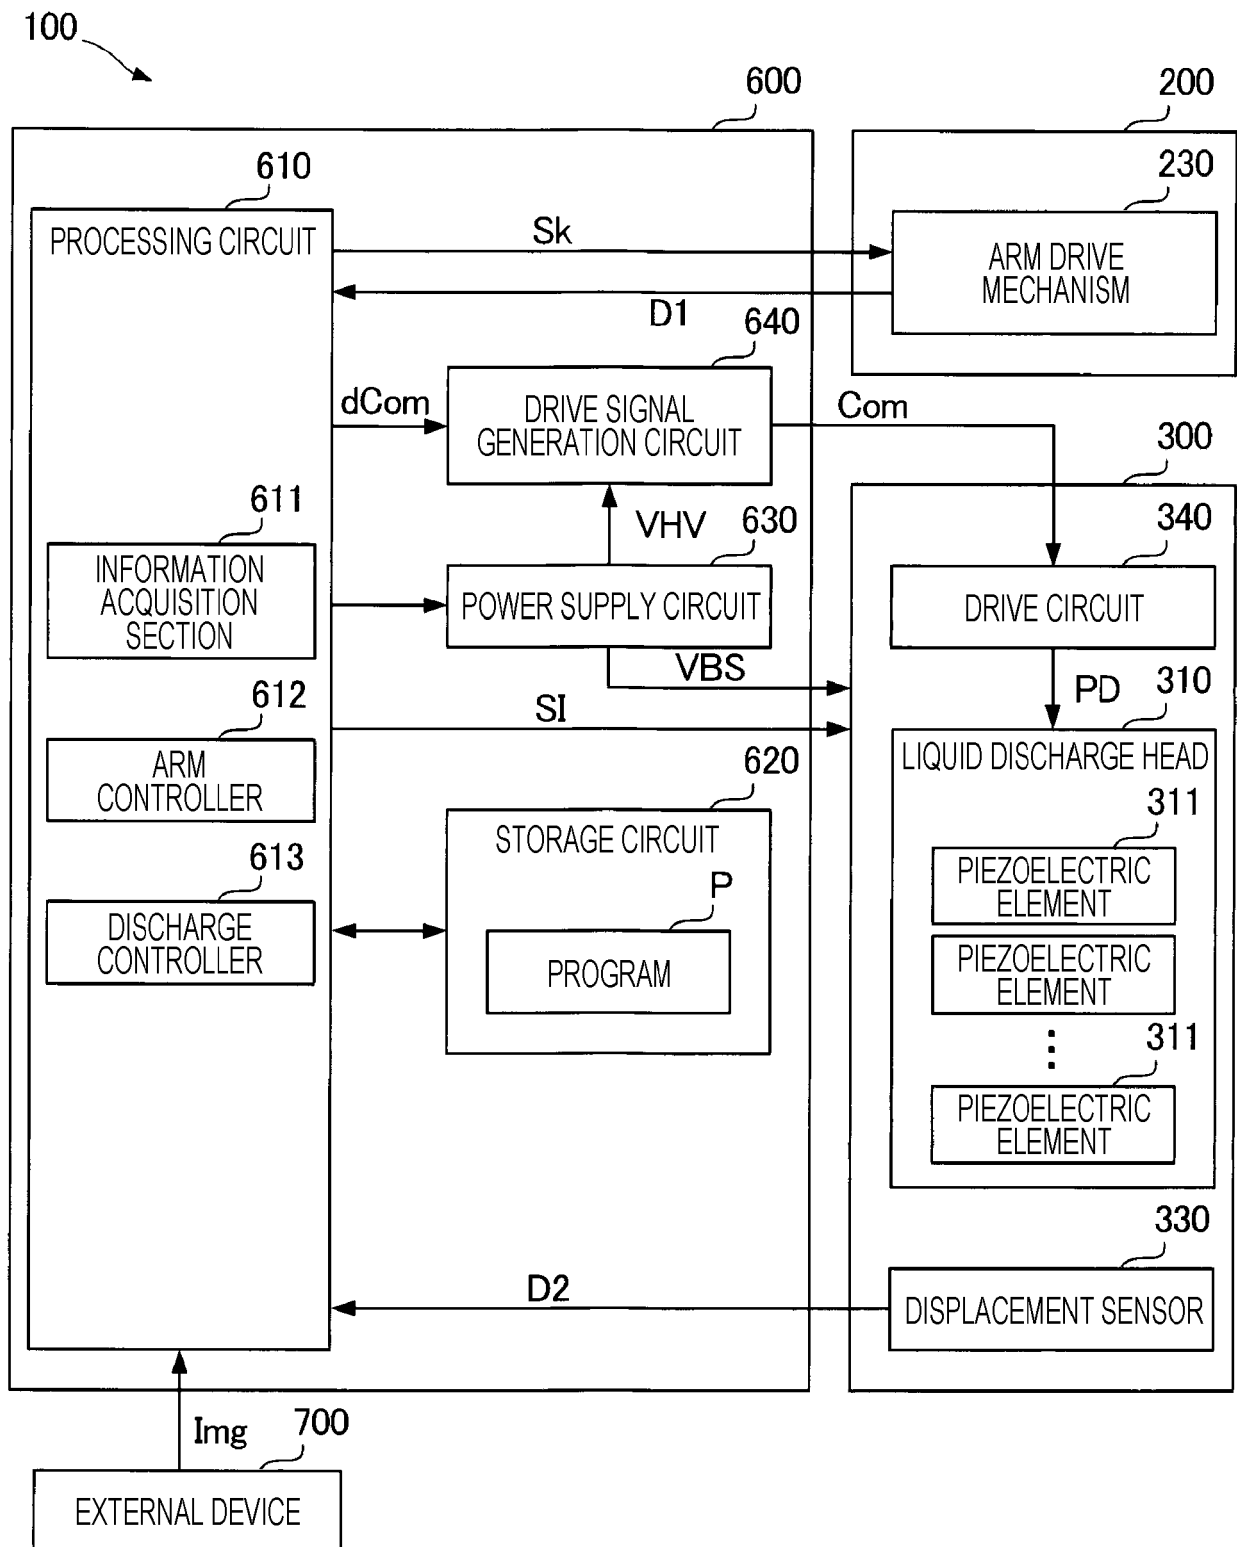 100
600
200
610
230
PROCESSING CIRCUIT
Sk
ARM DRIVE
MECHANISM
D1
640
dCom
DRIVE SIGNAL
GENERATION CIRCUIT
Com
300
611
VHV
630
340
INFORMATION
ACQUISITION
SECTION
POWER SUPPLY CIRCUIT
DRIVE CIRCUIT
VBS
PD
310
612
SI
ARM
CONTROLLER
620
LIQUID DISCHARGE HEAD
STORAGE CIRCUIT
311
613
P
PIEZOELECTRIC
ELEMENT
DISCHARGE
CONTROLLER
PROGRAM
PIEZOELECTRIC
ELEMENT
311
PIEZOELECTRIC
ELEMENT
330
D2
DISPLACEMENT SENSOR
Img
700
EXTERNAL DEVICE